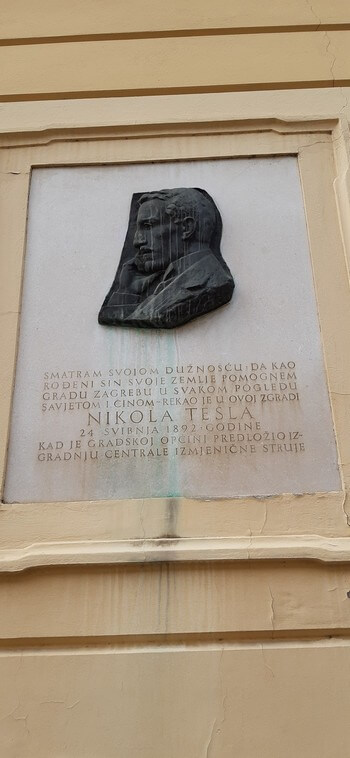 SMATRAM SVOJOM DUŽNOSĆU, DA KAO
ROĐENI SIN SVOJE ZEMLJE POMOGNEM
GRADU ZAGREBU U SVAKOM POGLEDU
SAVJETOM I ČINOM-REKAO JE U OVOJ ZGRADI
NIKOLA TESLA
24 SVIBNJA 1892 GODINE
KAD JE GRADSKOJ OPĆINI PREDLOŽIO IZ-
GRADNJU CENTRALE IZMJENIČNE STRUJE